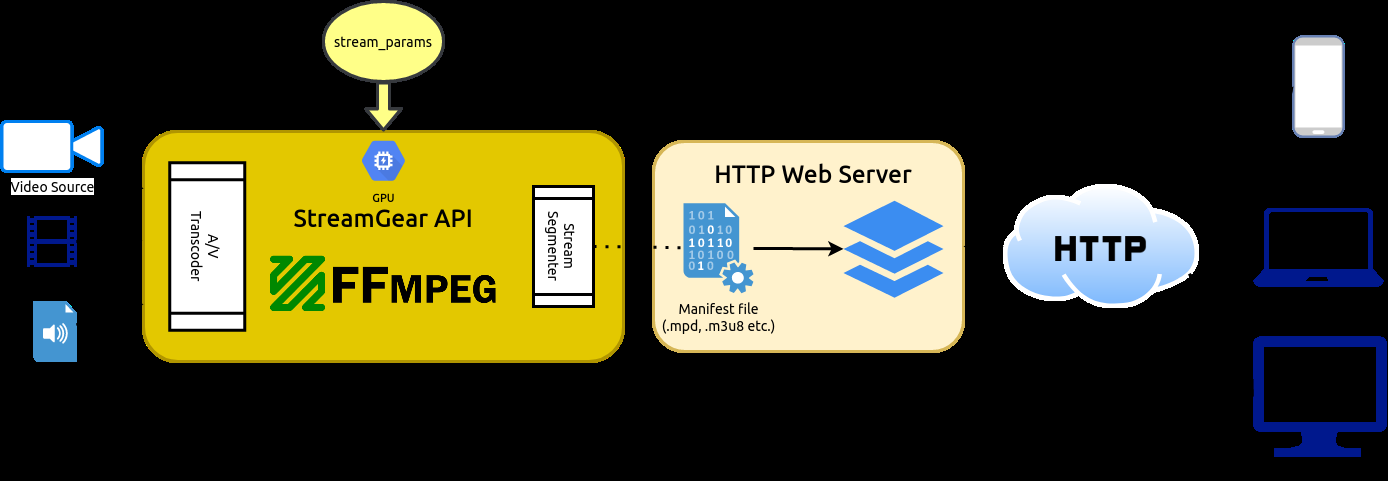 stream_params
Video Source
A/V
Transcoder
GPU
StreamGear API
FFMPEG
Stream
Segmenter
HTTP Web Server
101
01010
10110
10100
010
Manifest file
(.mpd, .m3u8 etc.)
HTTP